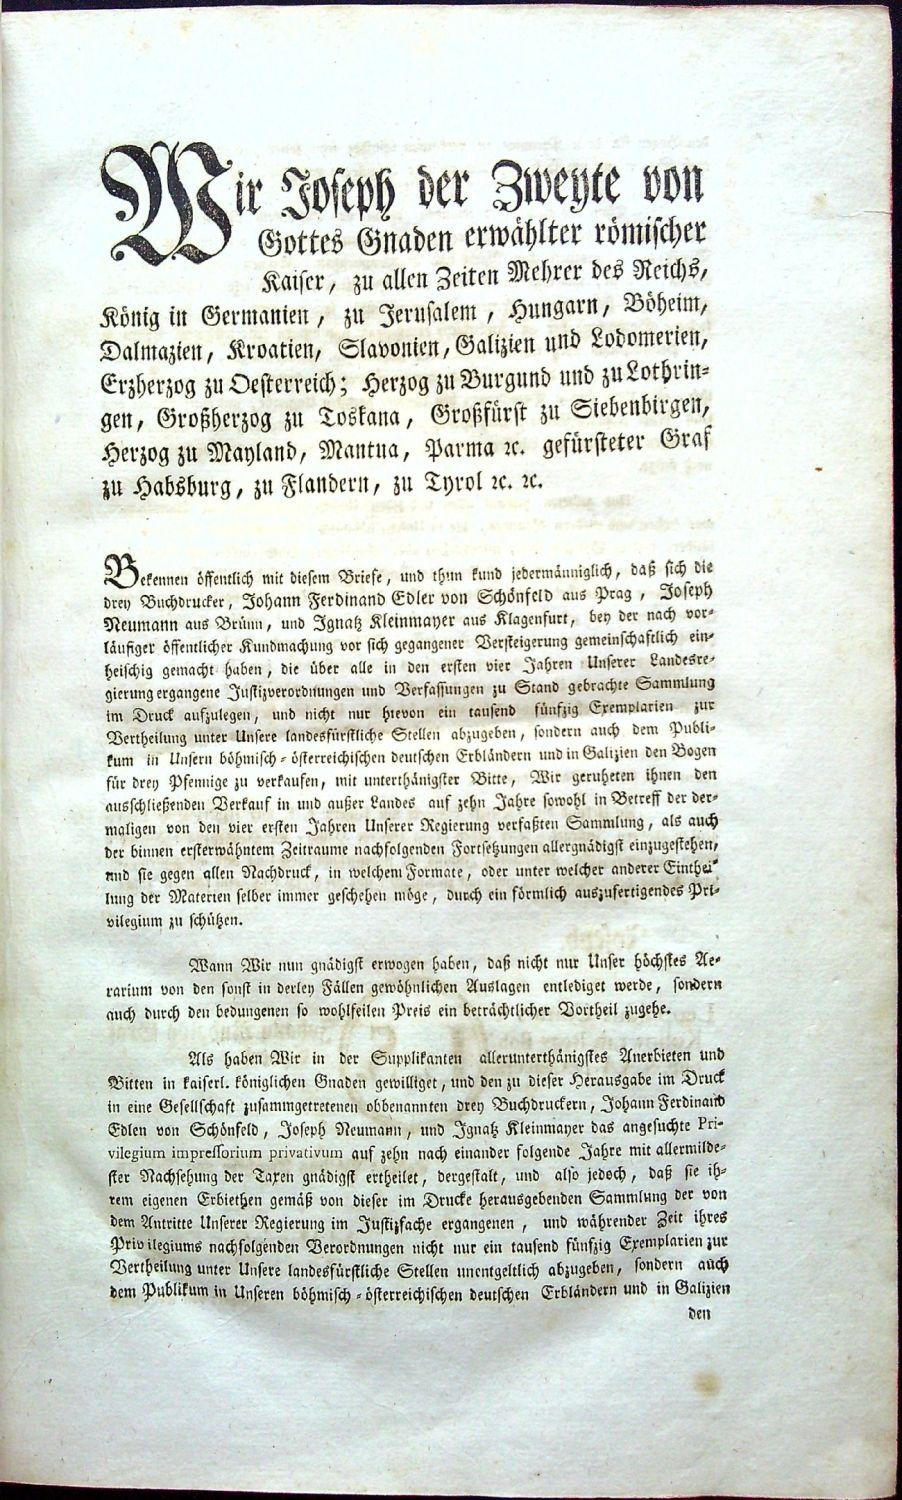 Wir Joseph der Zweyte von
Gottes Gnaden erwählter römischer
Kaiser, zu allen Zeiten Mehrer des Reichs,
König in Germanien, zu Jerusalem, Hungarn, Böheim,
Dalmazien, Kroatien, Slavonien, Galizien und Lodomerien,
Erzherzog zu Oesterreich; Herzog zu Burgund und zu Lothrin-
gen, Großherzog zu Toskana, Großfürst zu Siebenbirgen,
Herzog zu Mayland, Mantua, Parma ꝛc. gefürsteter Graf
zu Habsburg, zu Flandern, zu Tyrol ꝛc. ꝛc.
Bekennen öffentlich mit diesem Briefe, und thun kund jedermänniglich, daß sich die
drey Buchdrucker, Johann Ferdinand Edler von Schönfeld aus Prag, Joseph
Neumann aus Brünn, und Ignatz Kleinmayer aus Klagenfurt, bey der nach vor-
läufiger öffentlicher Kundmachung vor sich gegangener Versteigerung gemeinschaftlich ein-
heischig gemacht haben, die über alle in den ersten vier Jahren Unserer Landesre-
gierung ergangene Justizverordnungen und Verfassungen zu Stand gebrachte Sammlung
im Druck aufzulegen, und nicht nur hievon ein tausend fünfzig Exemplarien zur
Vertheilung unter Unsere landesfürstliche Stellen abzugeben, sondern auch dem Publi-
kum in Unsern böhmisch-österreichischen deutschen Erbländern und in Galizien den Bogen
für drey Pfennige zu verkaufen, mit unterthänigster Bitte, Wir geruheten ihnen den
ausschließenden Verkauf in und außer Landes auf zehn Jahre sowohl in Betreff der der-
maligen von den vier ersten Jahren Unserer Regierung verfaßten Sammlung, als auch
der binnen ersterwähntem Zeitraume nachfolgenden Fortsetzungen allergnädigst einzugestehen,
und sie gegen allen Nachdruck, in welchem Formate, oder unter welcher anderer Einthei-
lung der Materien selber immer geschehen möge, durch ein förmlich auszufertigendes Pri-
vilegium zu schützen.
Wann Wir nun gnädigst erwogen haben, daß nicht nur Unser höchstes Ae-
rarium von den sonst in derley Fällen gewöhnlichen Auslagen entlediget werde, sondern
auch durch den bedungenen so wohlfeilen Preis ein beträchtlicher Vortheil zugehe.
Als haben Wir in der Supplikanten allerunterthänigstes Anerbieten und
Bitten in kaiserl. königlichen Gnaden gewilliget, und den zu dieser Herausgabe im Druck
in eine Gesellschaft zusammgetretenen obbenannten drey Buchdruckern, Johann Ferdinand
Edlen von Schönfeld, Joseph Neumann, und Ignatz Kleinmayer das angesuchte Pri-
vilegium impressorium privativum auf zehn nach einander folgende Jahre mit allermilde-
ster Nachsehung der Taxen gnädigst ertheilet, dergestalt, und also jedoch, daß sie ih-
rem eigenen Erbiethen gemäß von dieser im Drucke herausgebenden Sammlung der von
dem Antritte Unserer Regierung im Justizfache ergangenen, und während­er Zeit ihres
Privilegiums nachfolgenden Verordnungen nicht nur ein tausend fünfzig Exemplarien zur
Vertheilung unter Unsere landesfürstliche Stellen unentgeltlich abzugeben, sondern auch
dem Publikum in Unseren böhmisch-österreichischen deutschen Erbländern und in Galizien
den